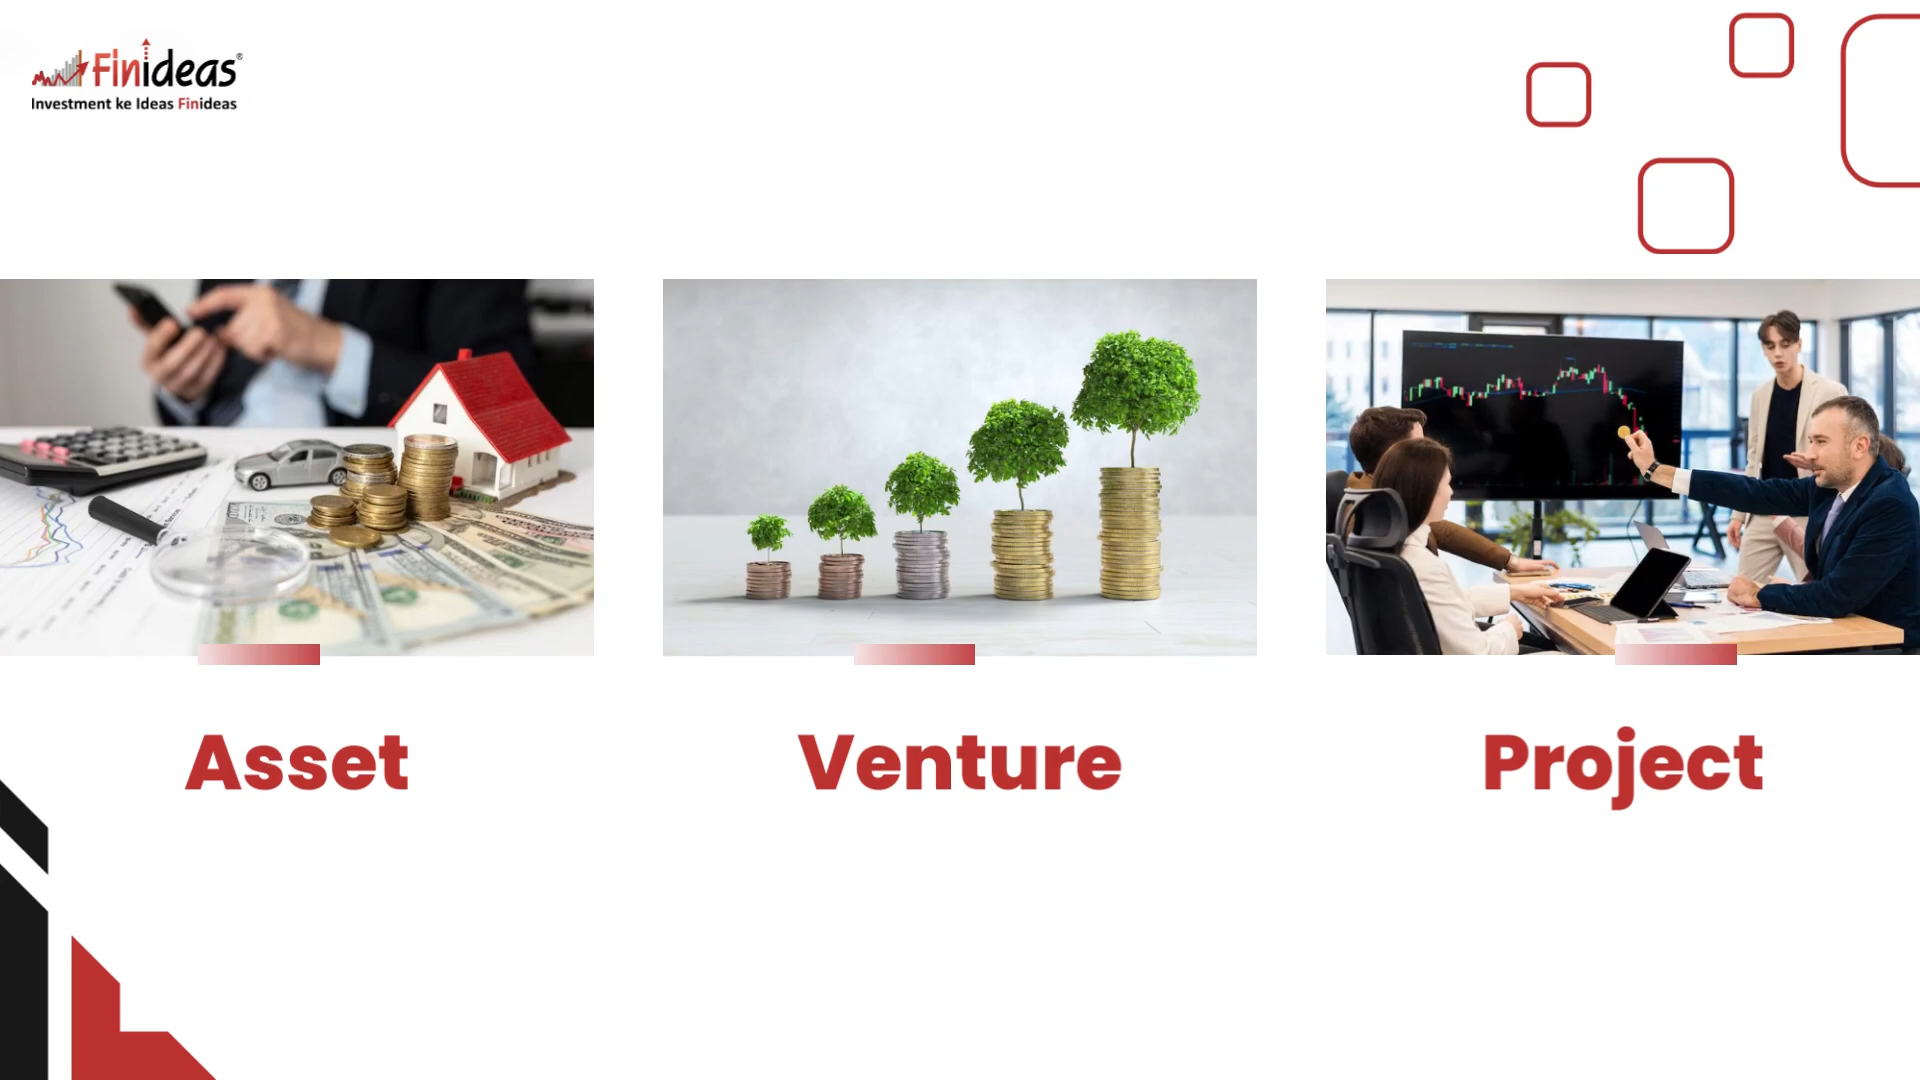 Finideas®
Investment ke Ideas Finideas
Asset
Venture
Project